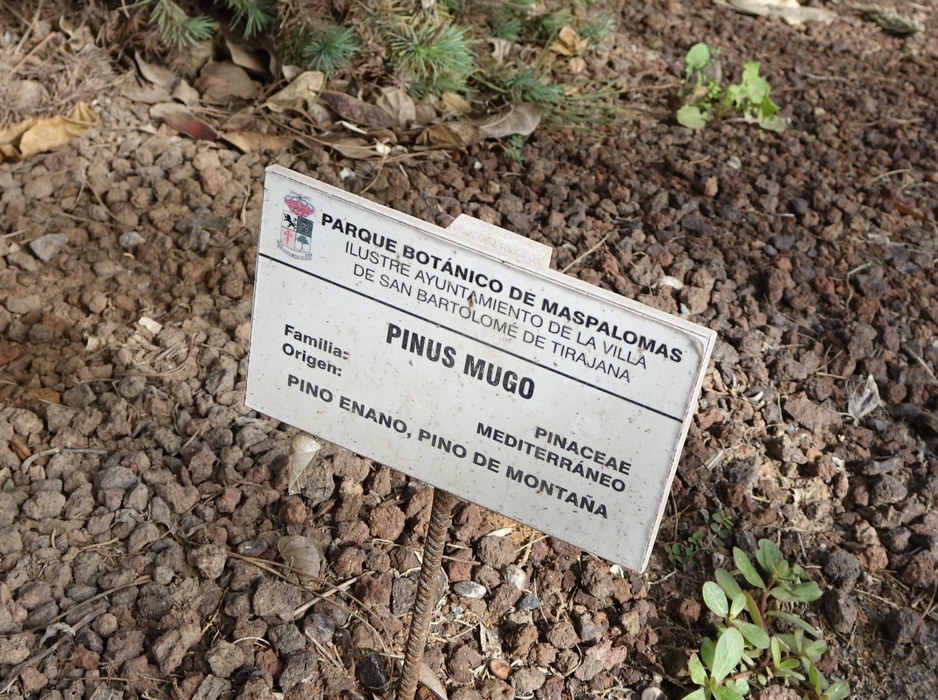 PARQUE BOTÁNICO DE MASPALOMAS
ILUSTRE AYUNTAMIENTO DE LA VILLA
DE SAN BARTOLOMÉ DE TIRAJANA
PINUS MUGO
Familia: PINACEAE
Origen: MEDITERRÁNEO
PINO ENANO, PINO DE MONTAÑA